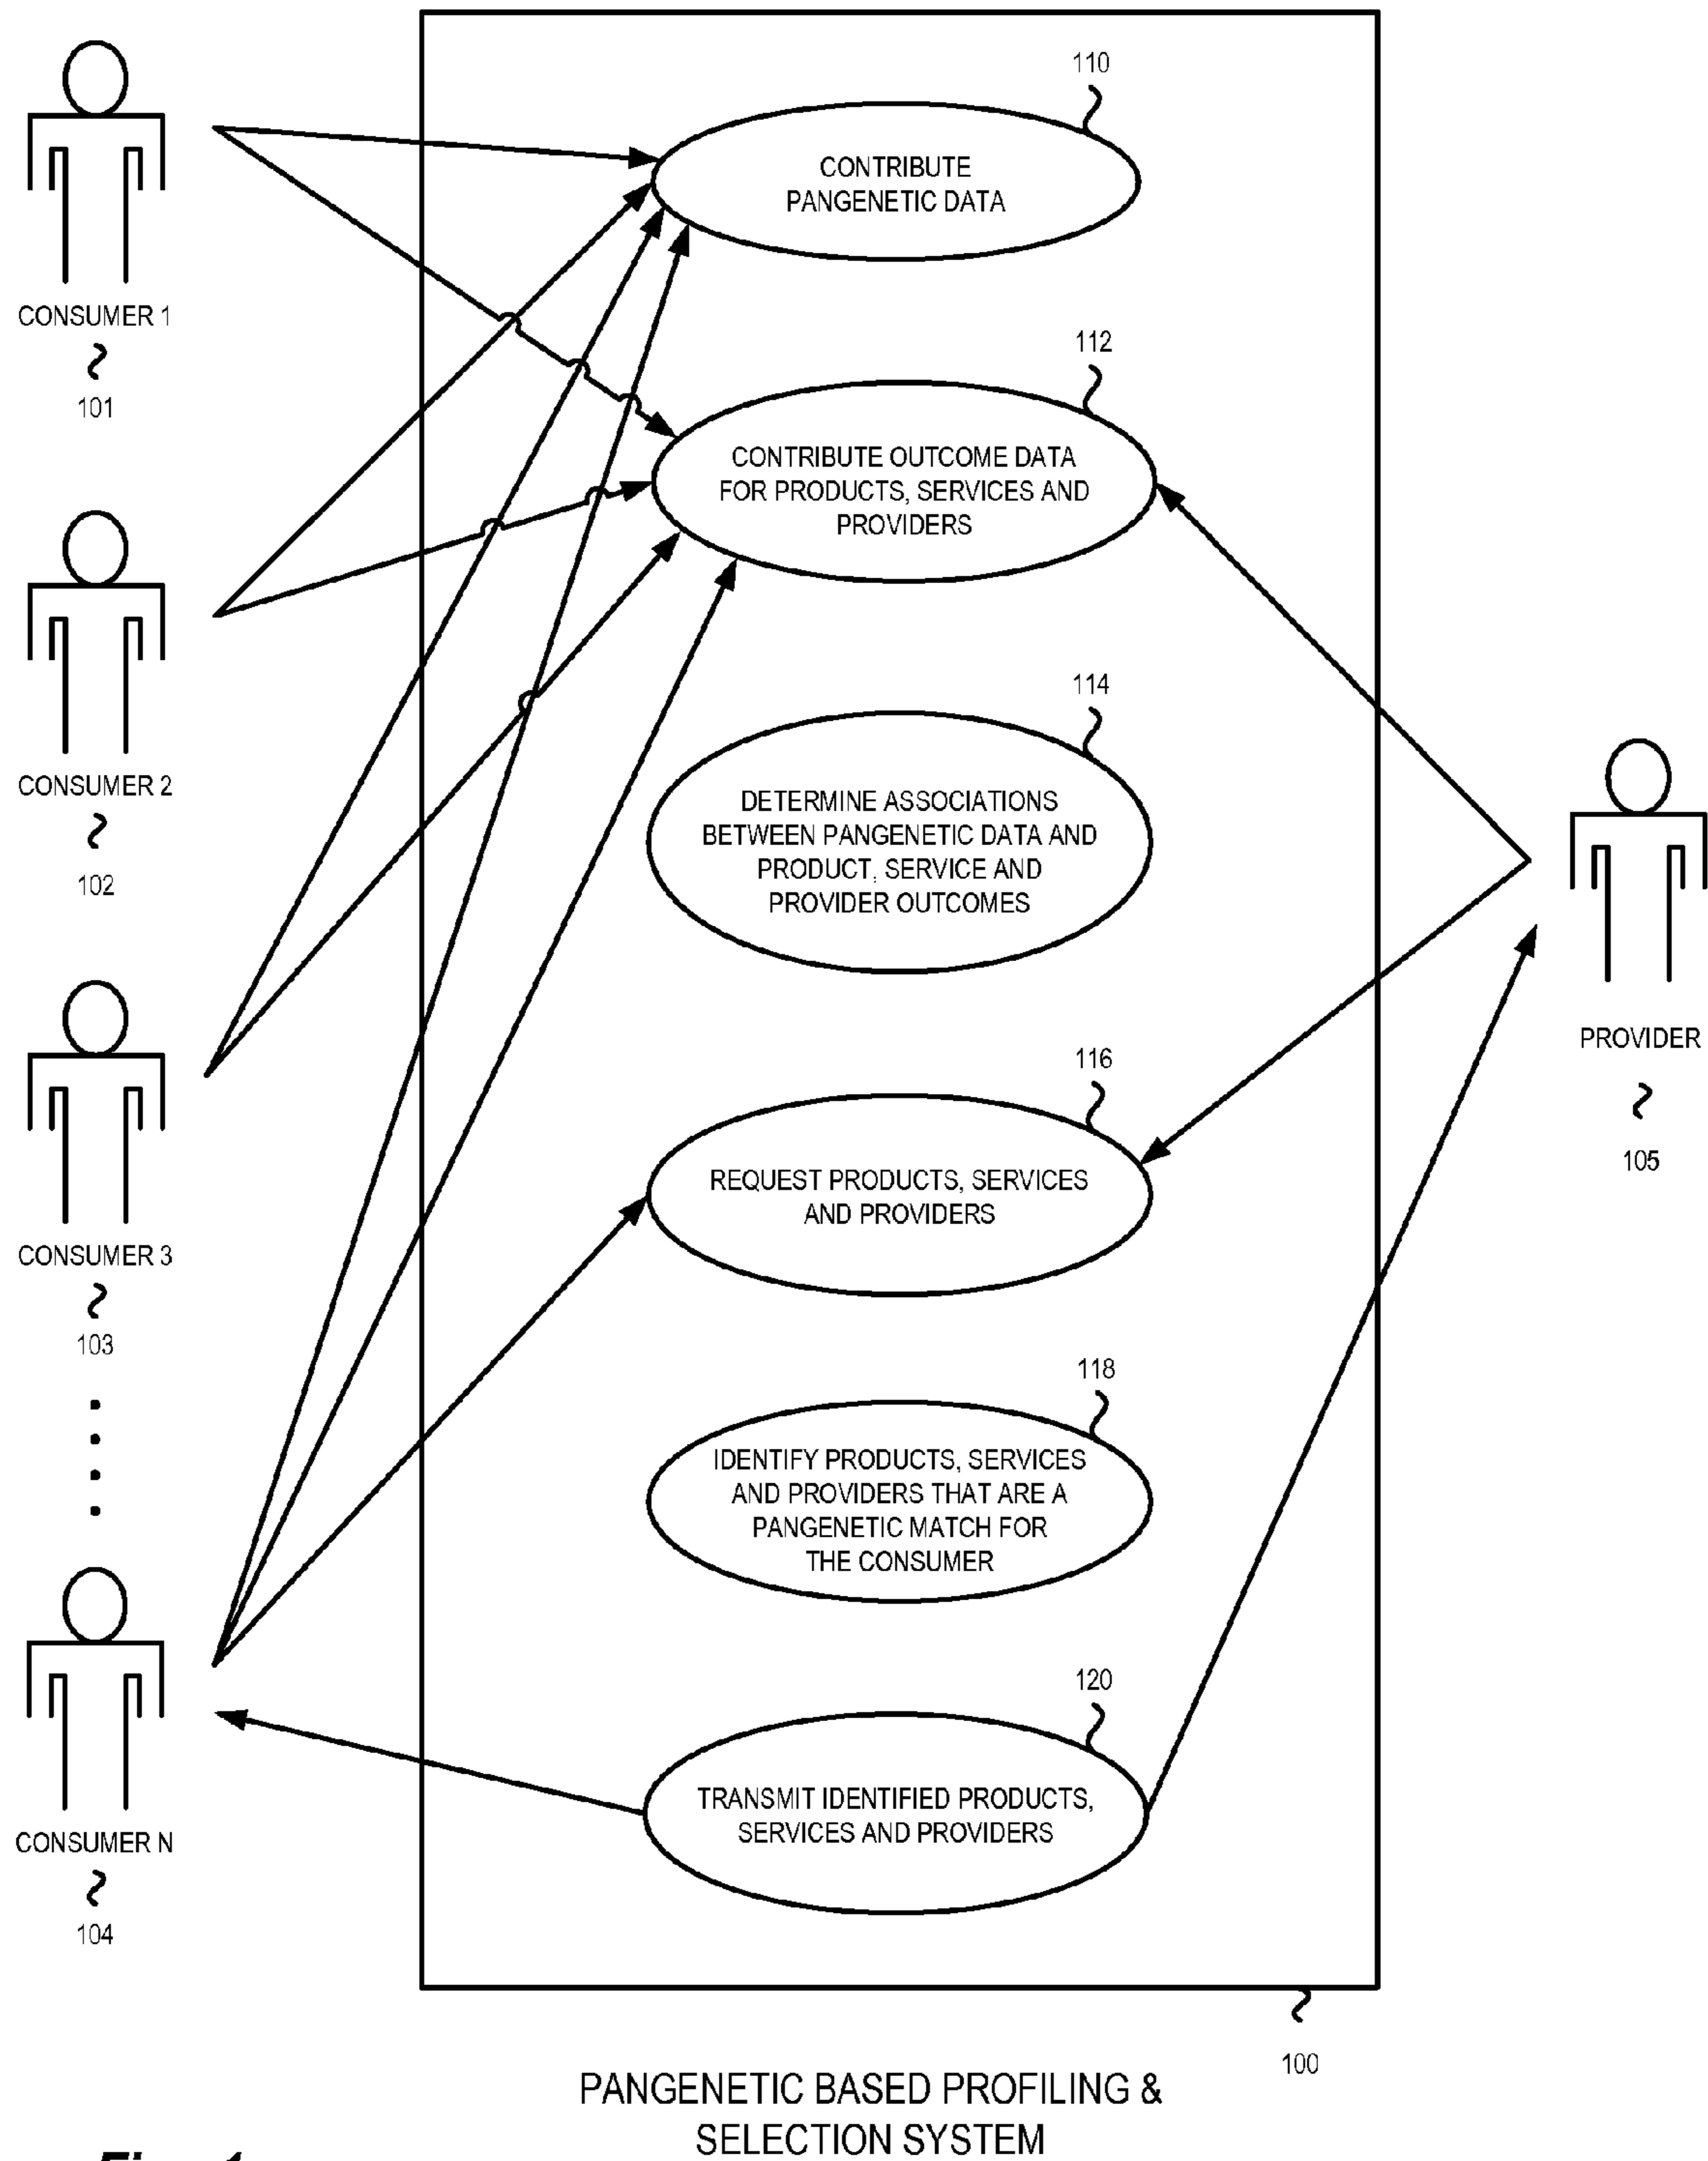 110
CONTRIBUTE
PANGENETIC DATA
CONSUMER 1
101
112
CONTRIBUTE OUTCOME DATA
FOR PRODUCTS, SERVICES AND
PROVIDERS
CONSUMER 2
102
114
DETERMINE ASSOCIATIONS
BETWEEN PANGENETIC DATA AND
PRODUCT, SERVICE AND
PROVIDER OUTCOMES
PROVIDER
105
116
REQUEST PRODUCTS, SERVICES
AND PROVIDERS
CONSUMER 3
103
118
IDENTIFY PRODUCTS, SERVICES
AND PROVIDERS THAT ARE A
PANGENETIC MATCH FOR
THE CONSUMER
120
TRANSMIT IDENTIFIED PRODUCTS,
SERVICES AND PROVIDERS
CONSUMER N
104
100
PANGENETIC BASED PROFILING &
SELECTION SYSTEM